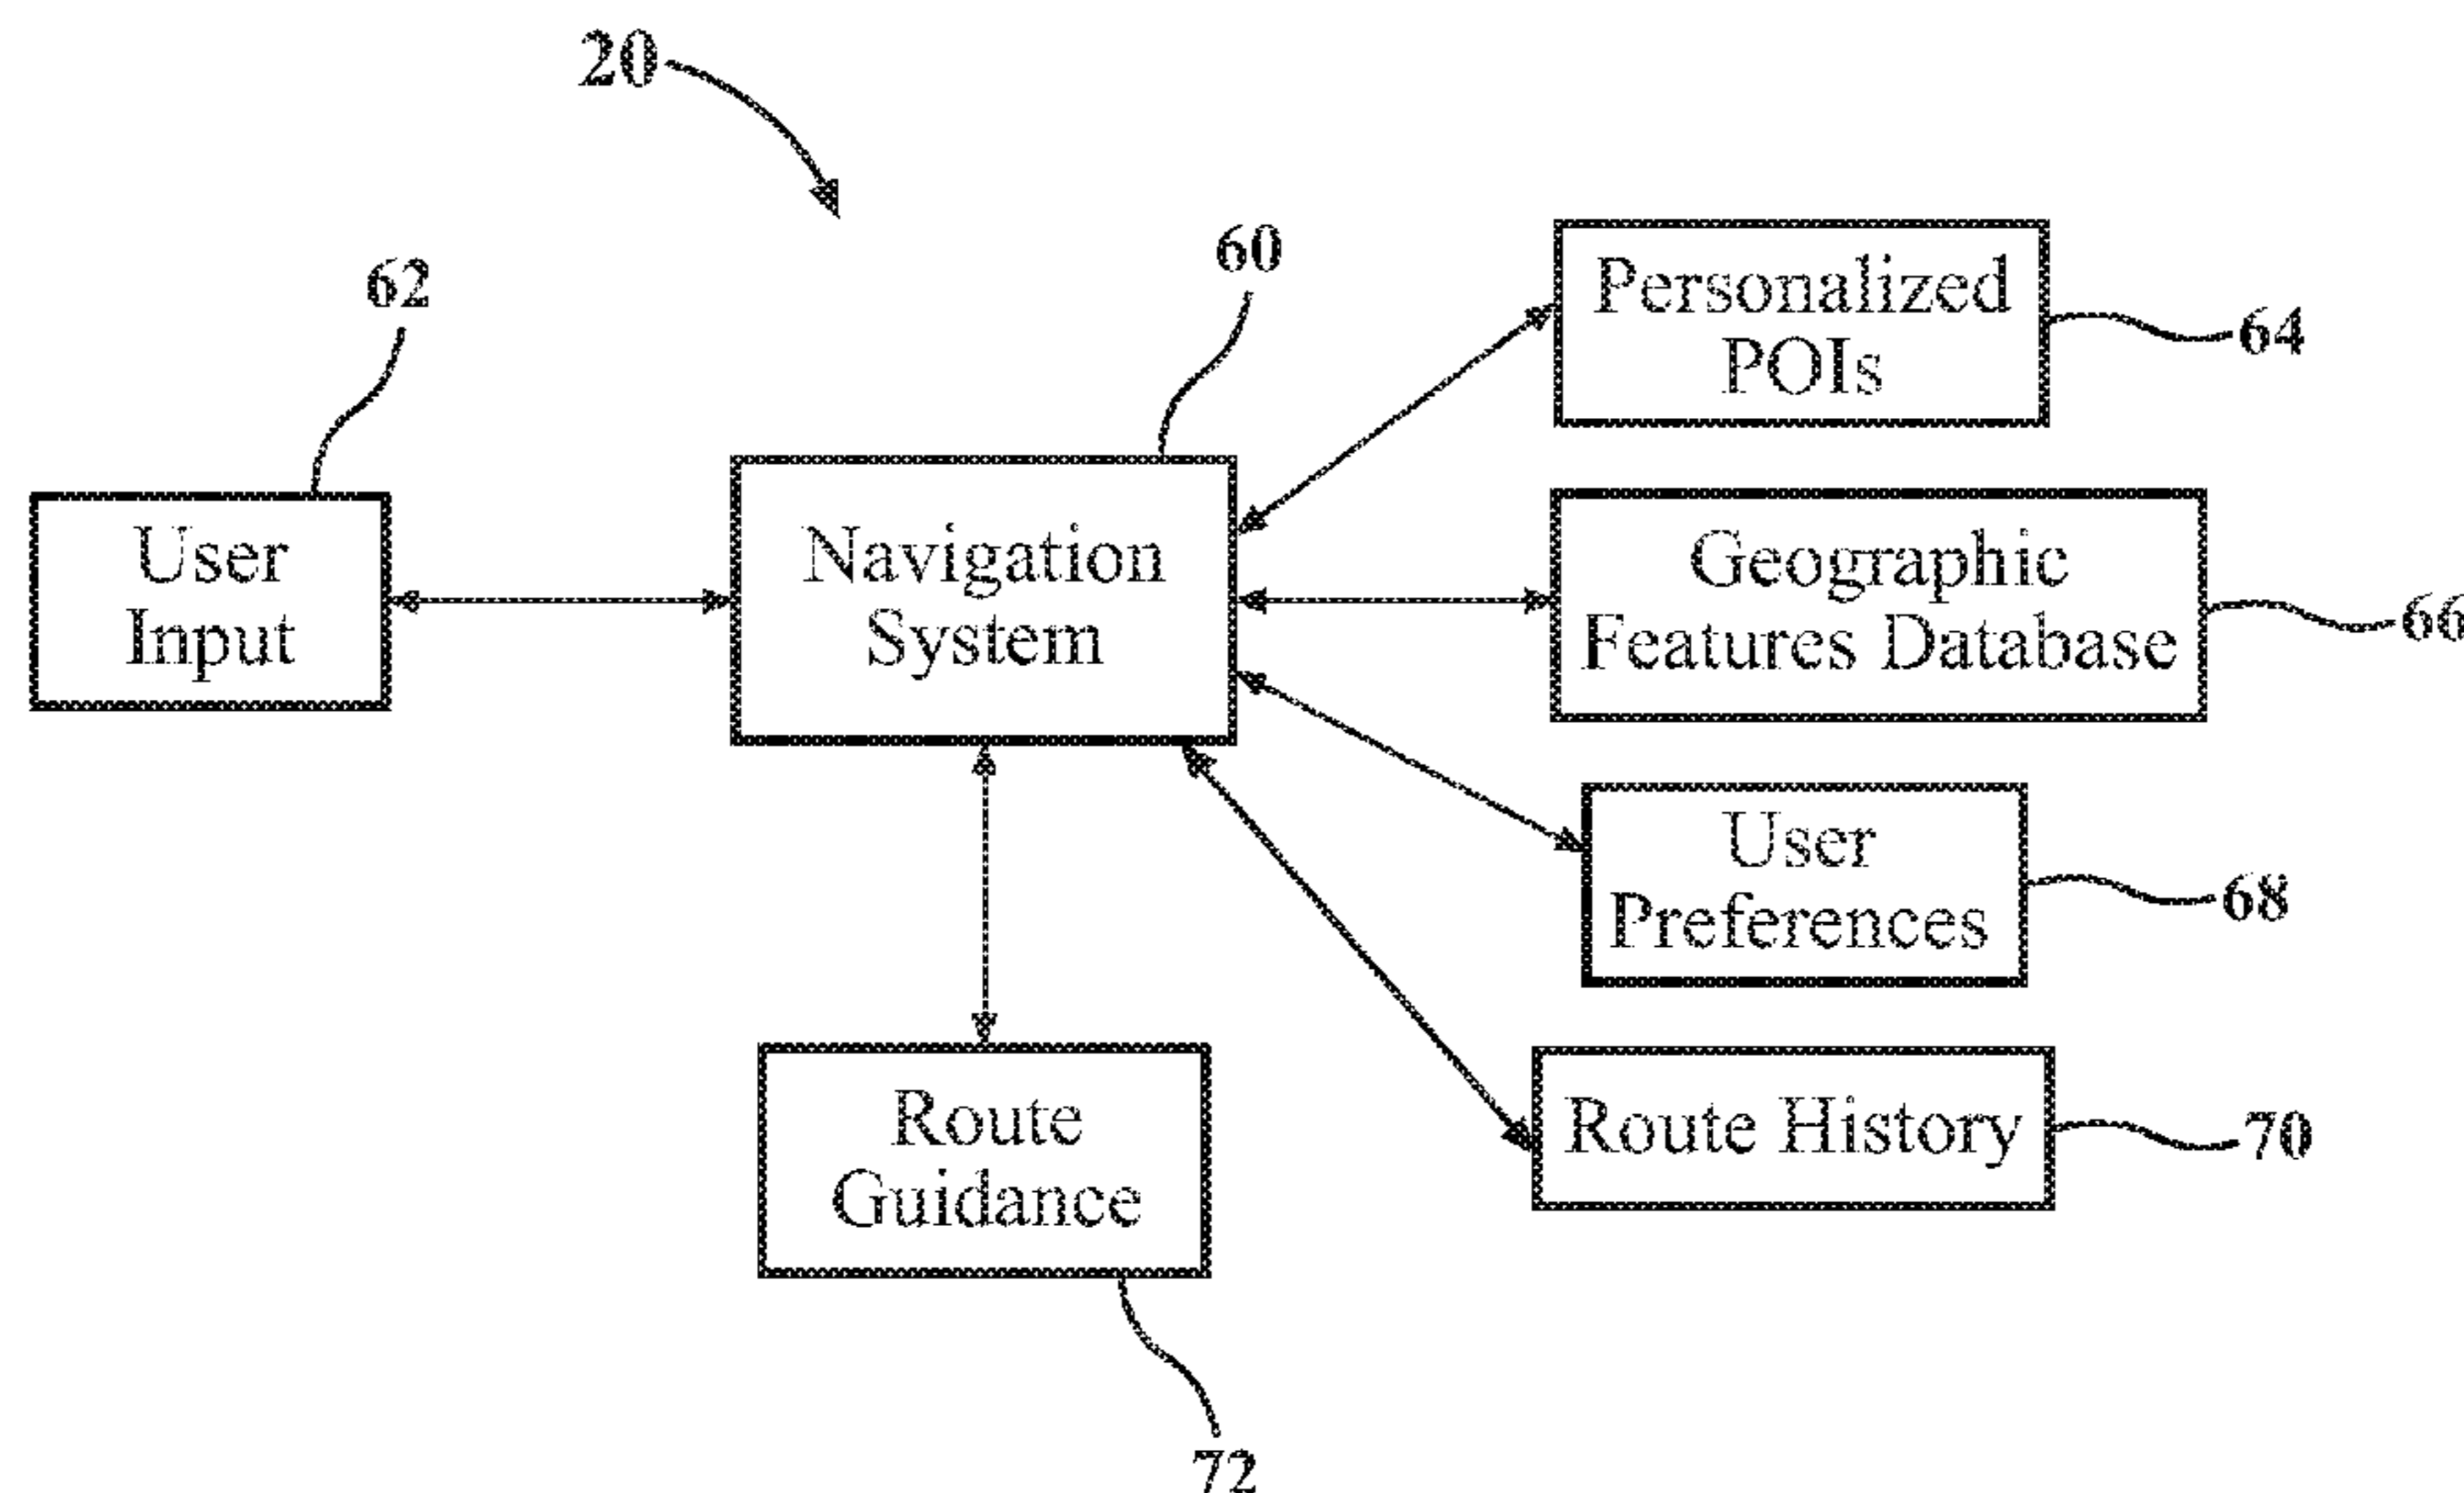 20
62
60
Personalized
POIs
64
User
Input
Navigation
System
Geographic
Features Database
66
User
Preferences
68
Route
Guidance
Route History
70
72